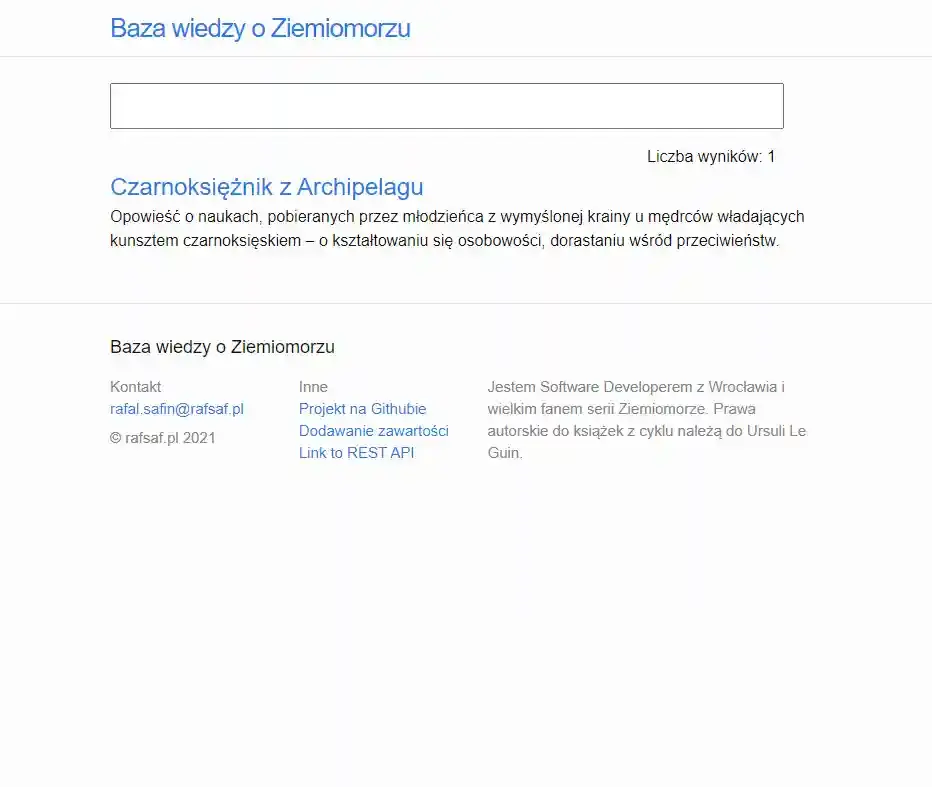 Baza wiedzy o Ziemiomorzu
Liczba wyników: 1
Czarnoksiężnik z Archipelagu
Opowieść o naukach, pobieranych przez młodzieńca z wymyślonej krainy u mędrców władających
kunsztem czarnoksięskiem – o kształtowaniu się osobowości, dorastaniu wśród przeciwieństw.
Baza wiedzy o Ziemiomorzu
Kontakt
rafal.safin@rafsaf.pl
© rafsaf.pl 2021
Inne
Projekt na Githubie
Dodawanie zawartości
Link to REST API
Jestem Software Developerem z Wrocławia i
wielkim fanem serii Ziemiomorze. Prawa
autorskie do książek z cyklu należą do Ursuli Le
Guin.